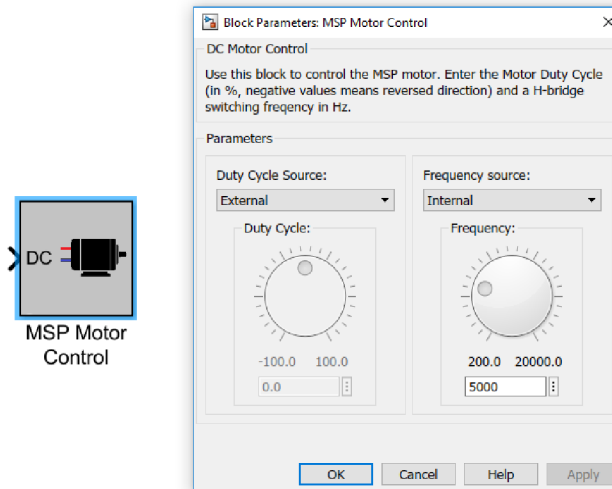 Block Parameters: MSP Motor Control
DC Motor Control
Use this block to control the MSP motor. Enter the Motor Duty Cycle
(in %, negative values means reversed direction) and a H-bridge
switching freqency in Hz.
Parameters
Duty Cycle Source:
External
Duty Cycle:
-100.0 100.0
0.0
Frequency source:
Internal
Frequency:
200.0 20000.0
5000
OK Cancel Help Apply
DC
MSP Motor
Control